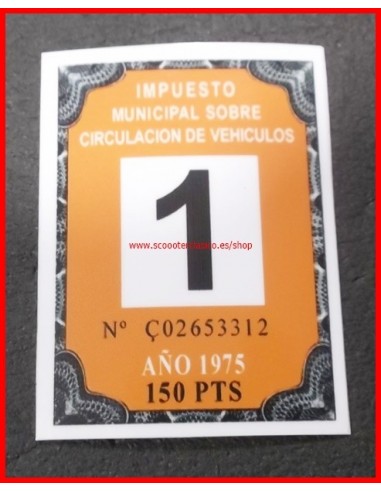 IMPUESTO
MUNICIPAL SOBRE
CIRCULACION DE VEHICULOS
1
Nº Ç02653312
AÑO 1975
150 PTS